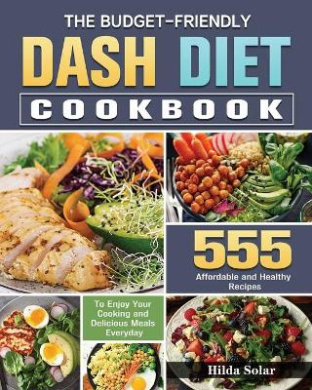 THE BUDGET-FRIENDLY
DASH DIET
COOKBOOK
555
Affordable and Healthy
Recipes
To Enjoy Your
Cooking and
Delicious Meals
Everyday
Hilda Solar